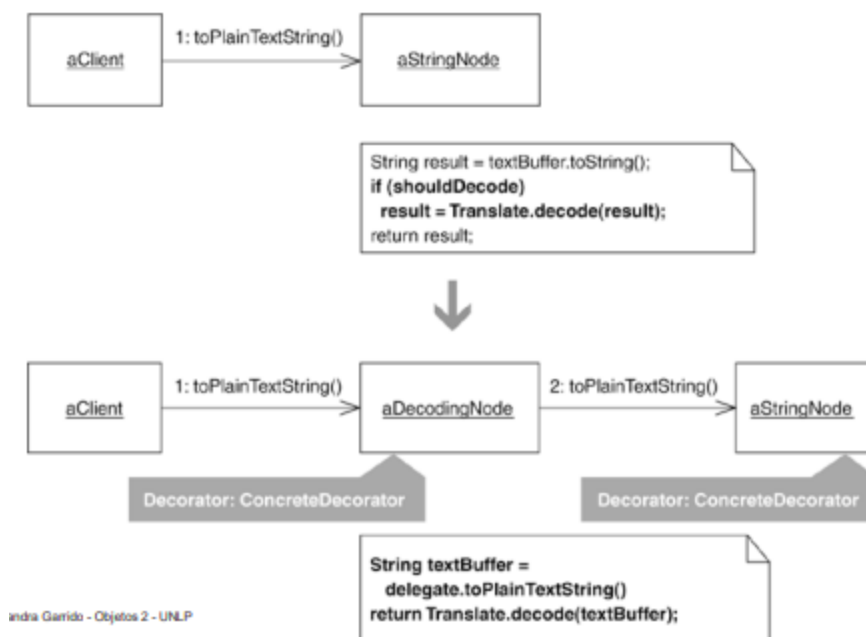 1: toPlainTextString()
aClient
aStringNode
String result = textBuffer.toString();
if (shouldDecode)
result = Translate.decode(result);
return result;
1: toPlainTextString()
2: toPlainTextString()
aClient
aDecodingNode
aStringNode
Decorator: ConcreteDecorator
Decorator: ConcreteDecorator
String textBuffer =
delegate.toPlainTextString()
return Translate.decode(textBuffer);
andra Garrido - Objetos 2 - UNLP